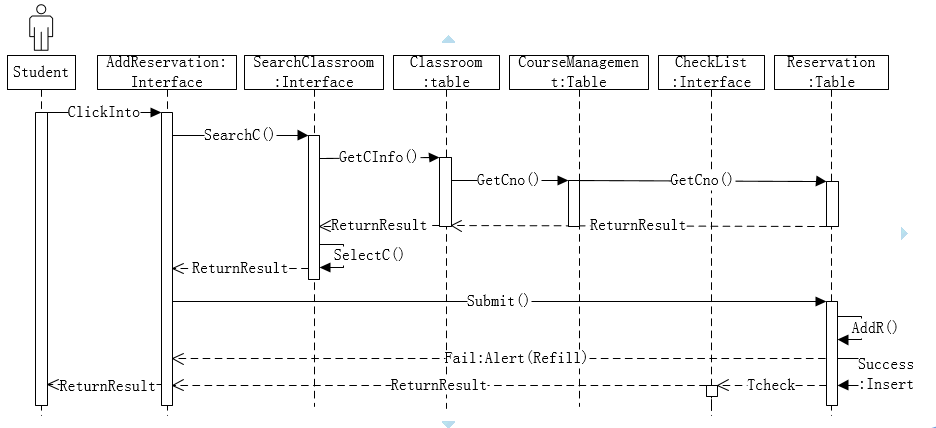 Student
AddReservation:
Interface
SearchClassroom
:Interface
Classroom
:table
CourseManagemen
t:Table
CheckList
:Interface
Reservation
:Table
ClickInto
SearchC()
GetCInfo()
GetCno()
GetCno()
ReturnResult
ReturnResult
SelectC()
ReturnResult
Submit()
AddR()
Fail:Alert(Refill)
Success
:Insert
ReturnResult
ReturnResult
Tcheck